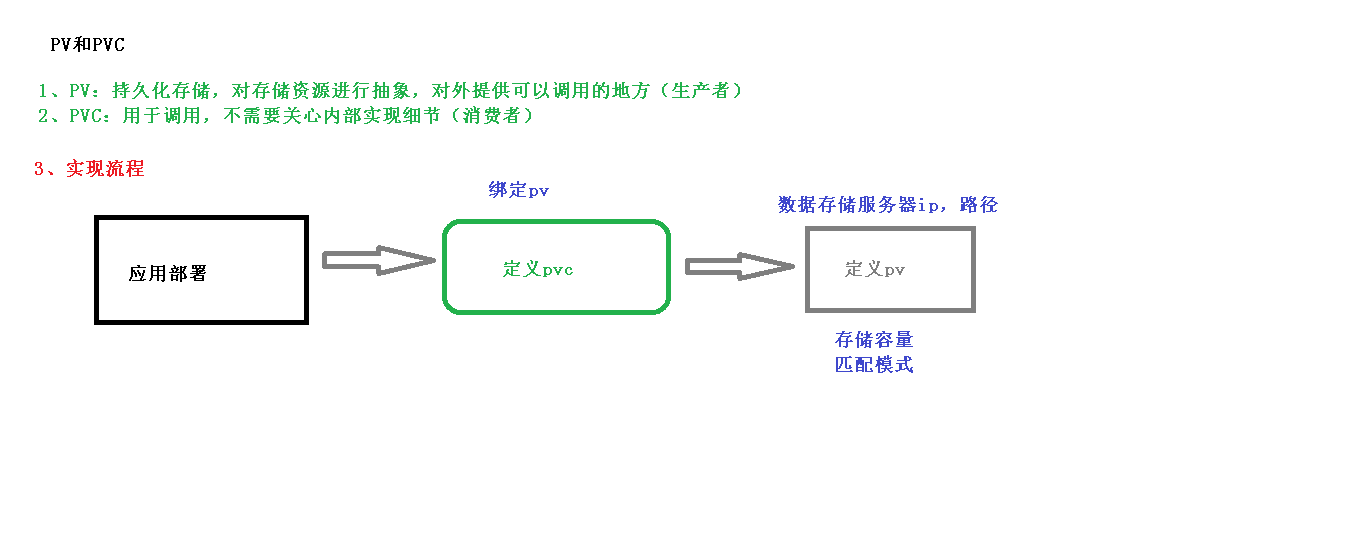 PV和PVC
1、PV：持久化存储，对存储资源进行抽象，对外提供可以调用的地方（生产者）
2、PVC：用于调用，不需要关心内部实现细节（消费者）
3、实现流程
绑定pv
数据存储服务器ip，路径
应用部署
定义pvc
定义pv
存储容量
匹配模式